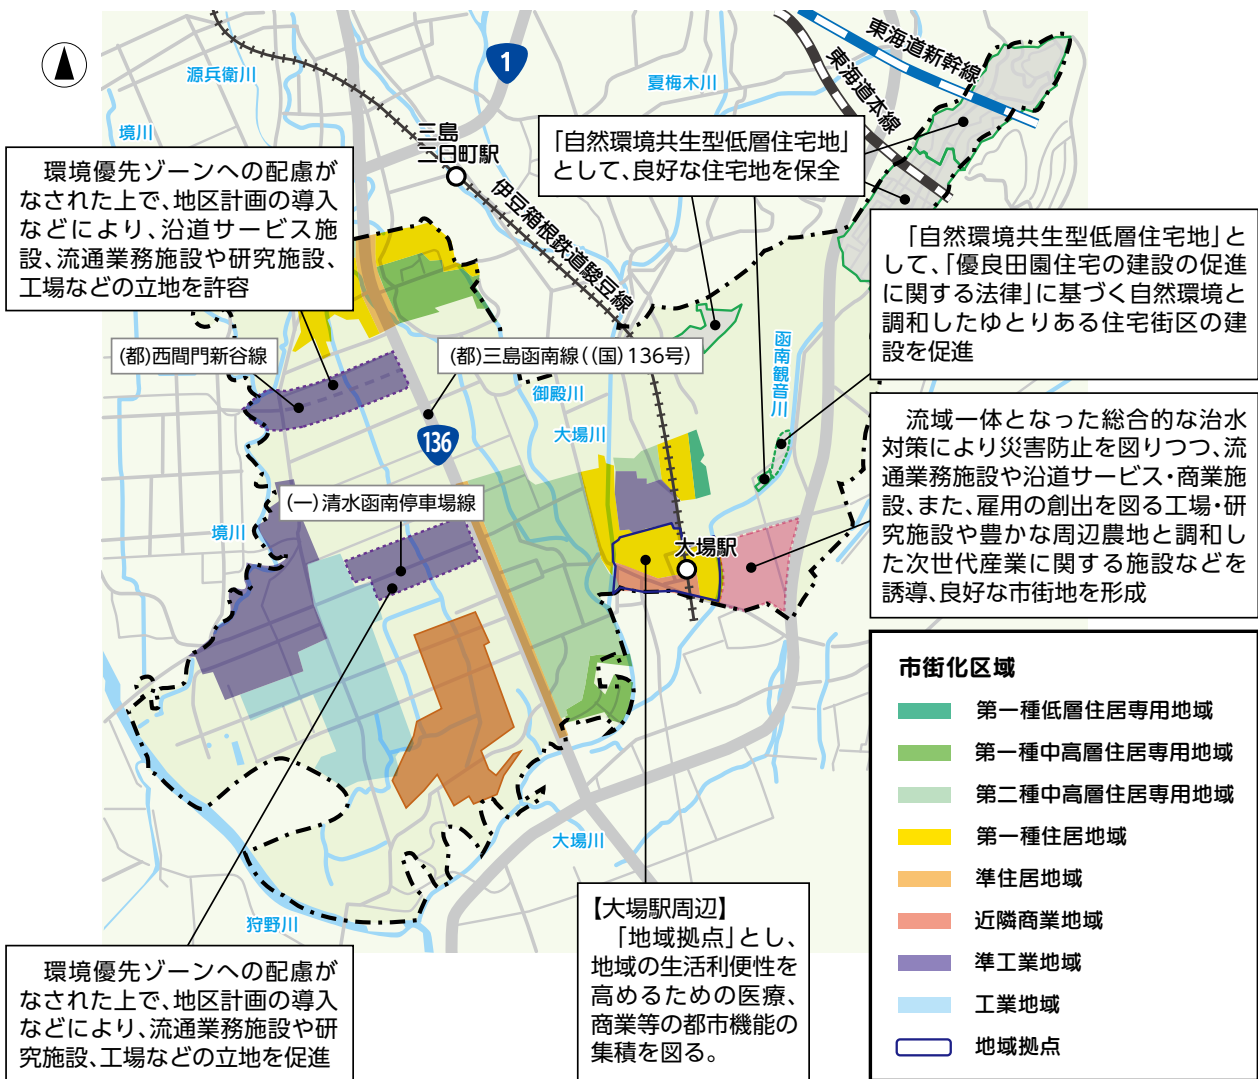 源兵衛川
1
夏梅木川
東海道新幹線
東海道本線
境川
三島
二日町駅
「自然環境共生型低層住宅地」
として、良好な住宅地を保全
環境優先ゾーンへの配慮が
なされた上で、地区計画の導入
などにより、沿道サービス施
設、流通業務施設や研究施設、
工場などの立地を許容
伊豆箱根鉄道駿豆線
「自然環境共生型低層住宅地」と
して、「優良田園住宅の建設の促進
に関する法律」に基づく自然環境と
調和したゆとりある住宅街区の建
設を促進
(都)西間門新谷線
(都)三島函南線((国)136号)
函南観音川
御殿川
大場川
136
流域一体となった総合的な治水
対策により災害防止を図りつつ、流
通業務施設や沿道サービス・商業施
設、また、雇用の創出を図る工場・研
究施設や豊かな周辺農地と調和し
た次世代産業に関する施設などを
誘導、良好な市街地を形成
(一)清水函南停車場線
境川
大場駅
市街化区域
第一種低層住居専用地域
第一種中高層住居専用地域
第二種中高層住居専用地域
第一種住居地域
準住居地域
近隣商業地域
準工業地域
工業地域
地域拠点
大場川
狩野川
【大場駅周辺】
「地域拠点」とし、
地域の生活利便性を
高めるための医療、
商業等の都市機能の
集積を図る。
環境優先ゾーンへの配慮が
なされた上で、地区計画の導入
などにより、流通業務施設や研
究施設、工場などの立地を促進